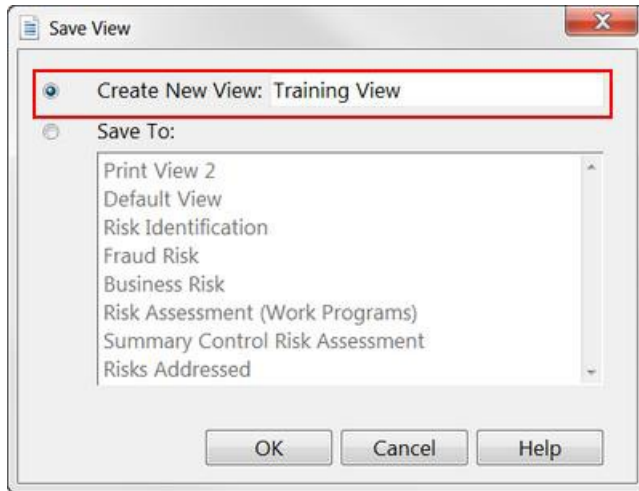 Save View
Create New View: Training View
Save To:
Print View 2
Default View
Risk Identification
Fraud Risk
Business Risk
Risk Assessment (Work Programs)
Summary Control Risk Assessment
Risks Addressed
OK Cancel Help